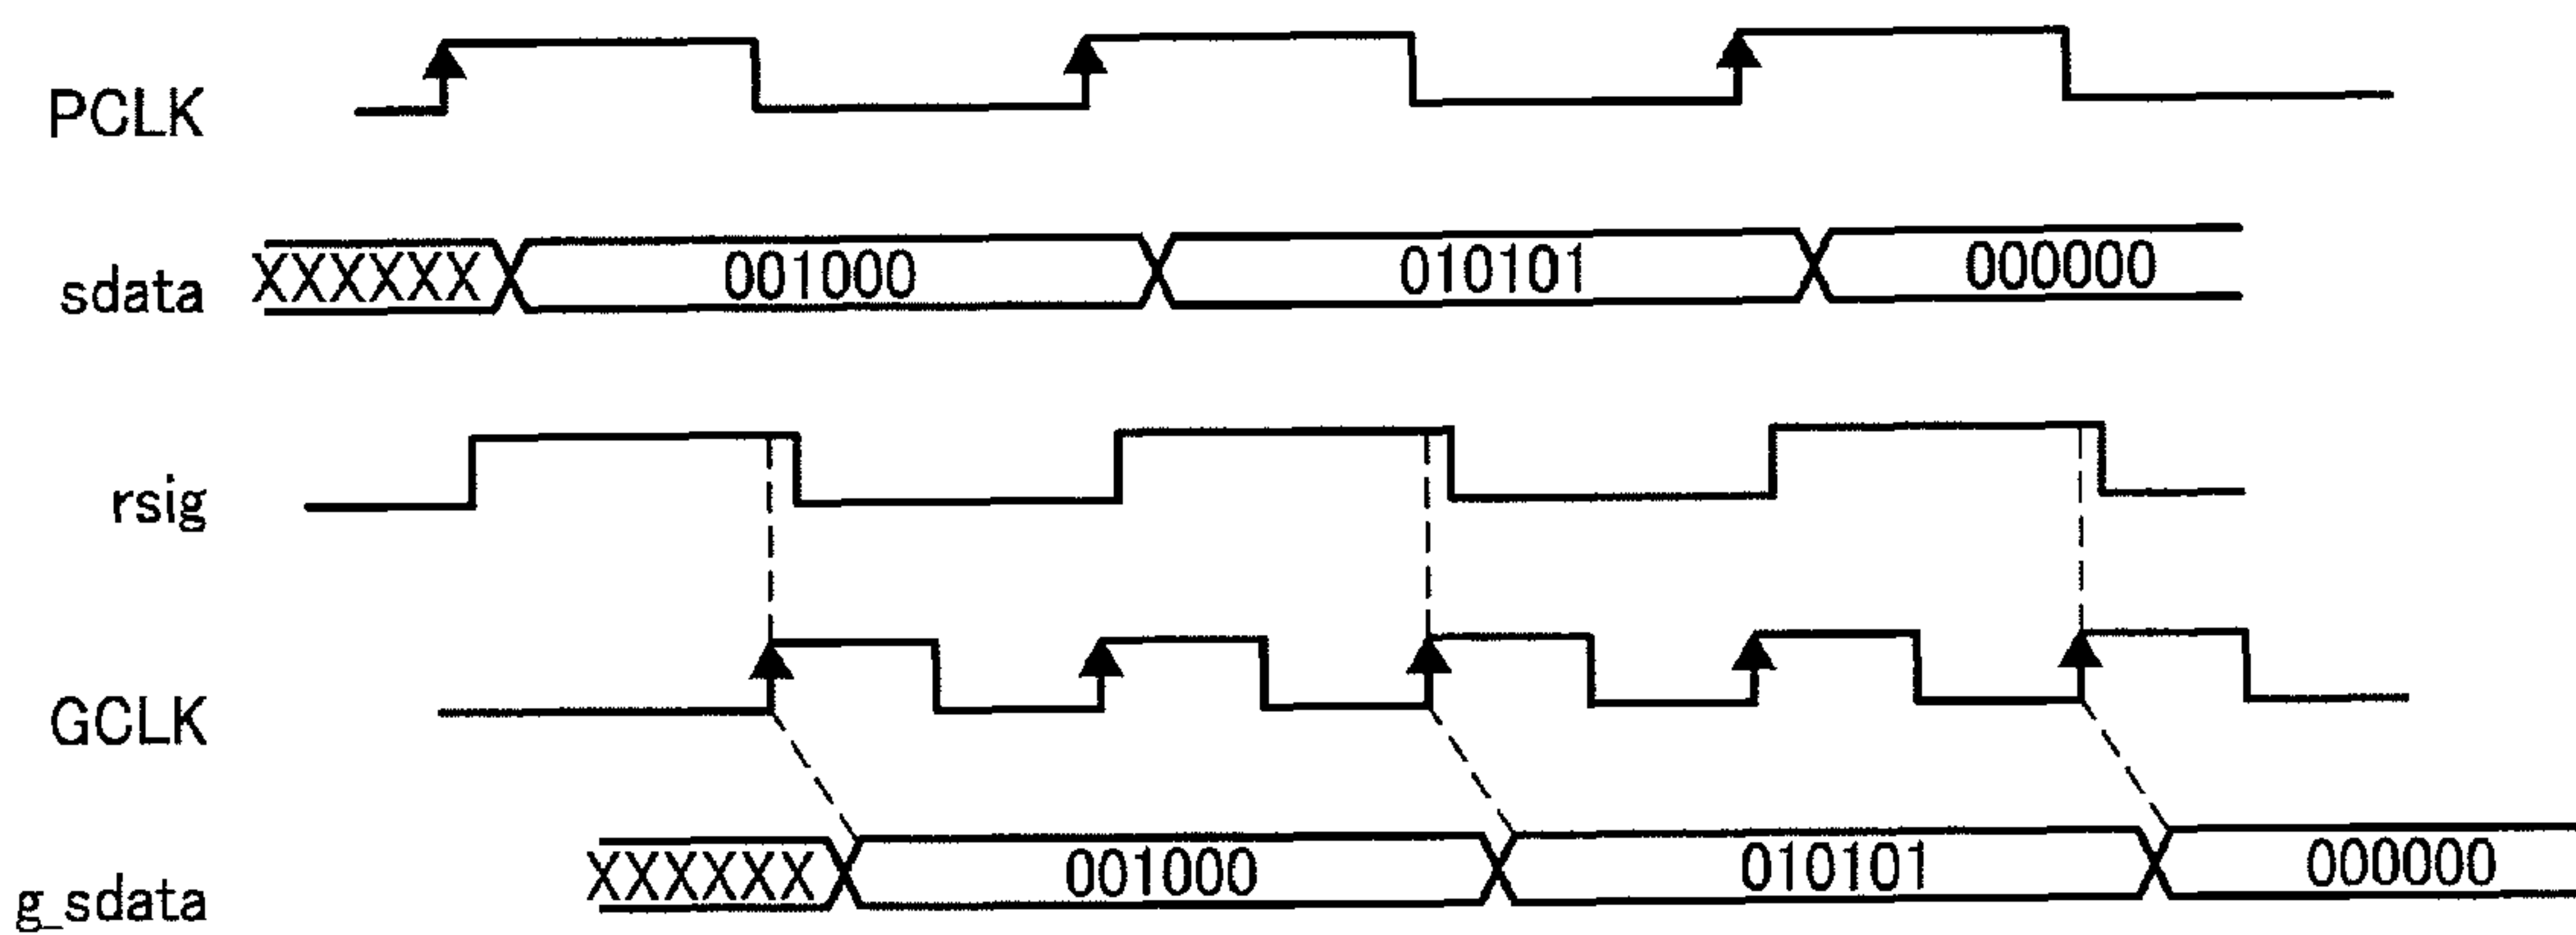 PCLK
sdata XXXXXX 001000 010101 000000
rsig
GCLK
g_sdata XXXXXX 001000 010101 000000